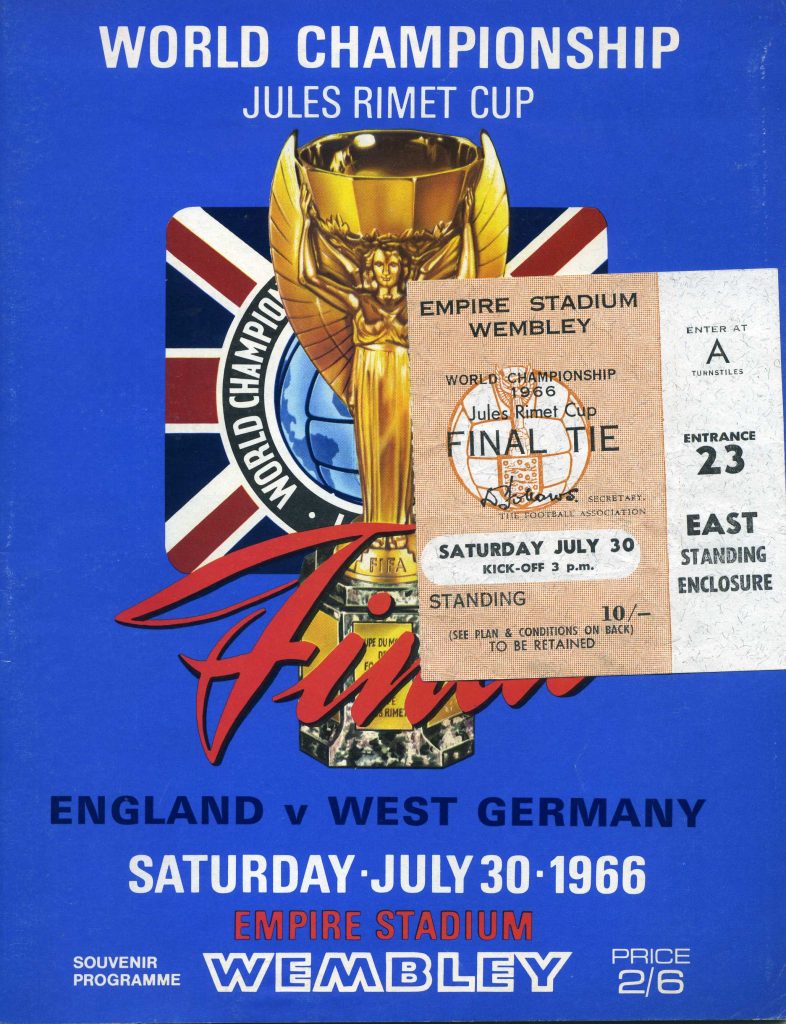 WORLD CHAMPIONSHIP
JULES RIMET CUP
WORLD CHAMPION
FIFA
EMPIRE STADIUM
WEMBLEY
WORLD CHAMPIONSHIP
1966
Jules Rimet Cup
FINAL TIE
SECRETARY.
THE FOOTBALL ASSOCIATION
SATURDAY JULY 30
KICK-OFF 3 p.m.
STANDING
10/-
(SEE PLAN & CONDITIONS ON BACK)
TO BE RETAINED
ENTER AT
A
TURNSTILES
ENTRANCE
23
EAST
STANDING
ENCLOSURE
Final
ENGLAND v WEST GERMANY
SATURDAY·JULY 30·1966
EMPIRE STADIUM
SOUVENIR
PROGRAMME
WEMBLEY
PRICE
2/6